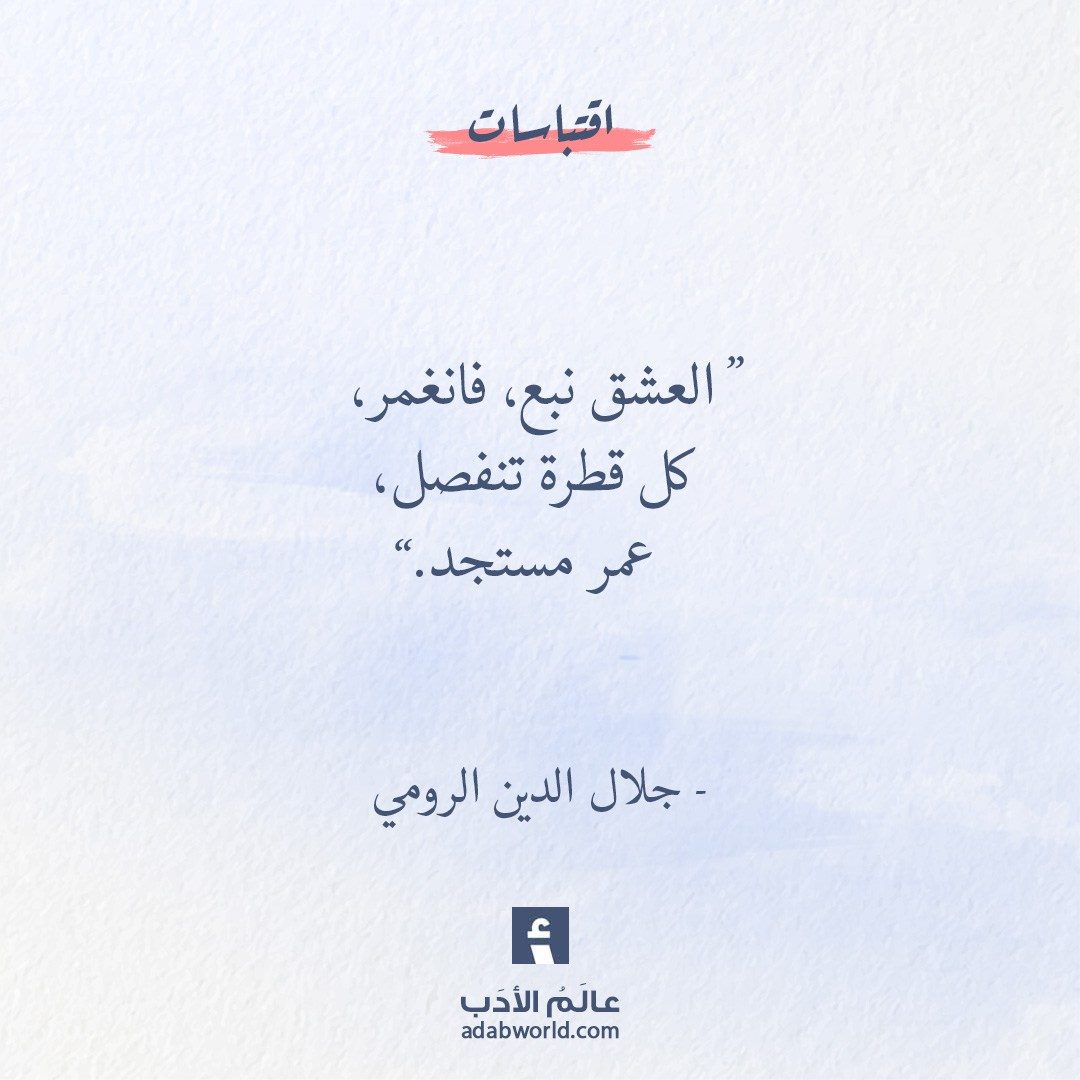 اقتباسات
” العشق نبع، فانغمر،
كل قطرة تنفصل،
عمر مستجد.“
- جلال الدين الرومي
أ
عالَمُ الأدَب
adabworld.com